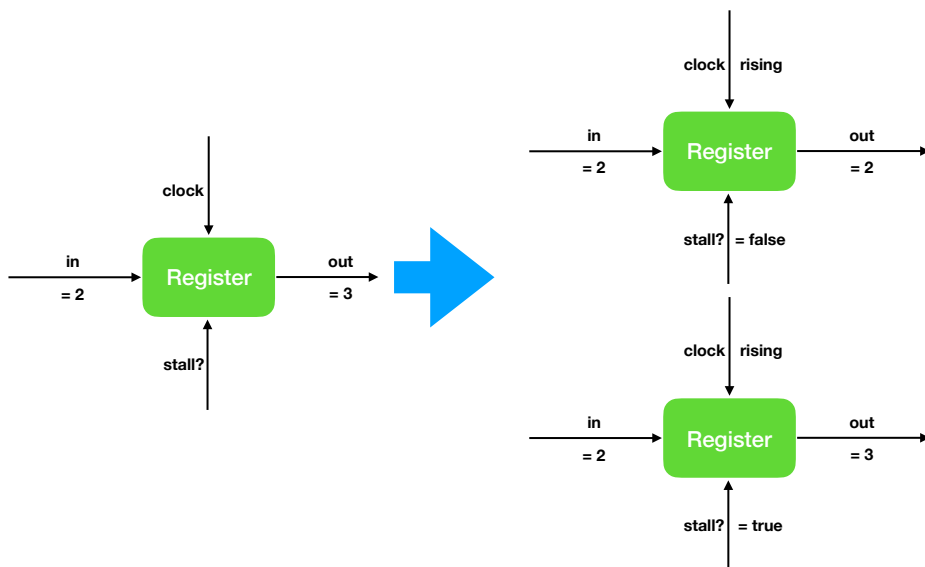 clock
in
Register
out
= 2
= 3
stall?
clock rising
in
Register
out
= 2
= 2
stall? = false
clock rising
in
Register
out
= 2
= 3
stall? = true